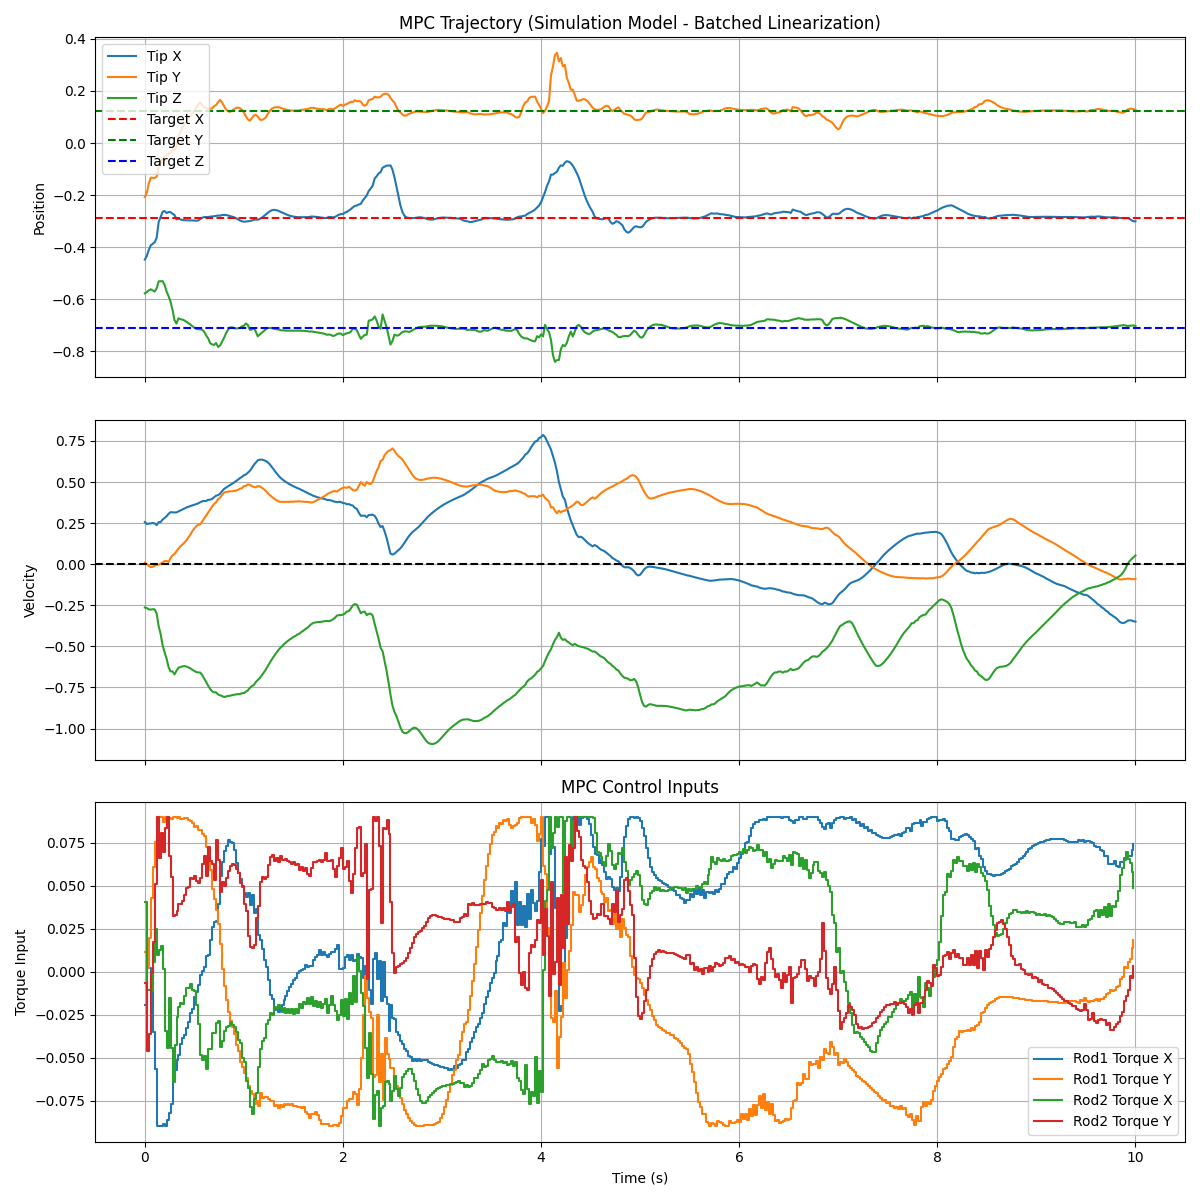 MPC Trajectory (Simulation Model - Batched Linearization)
0.4
0.2
0.0
−0.2
−0.4
−0.6
−0.8
Position
Tip X
Tip Y
Tip Z
Target X
Target Y
Target Z
0.75
0.50
0.25
0.00
−0.25
−0.50
−0.75
−1.00
Velocity
MPC Control Inputs
0.075
0.050
0.025
0.000
−0.025
−0.050
−0.075
Torque Input
Rod1 Torque X
Rod1 Torque Y
Rod2 Torque X
Rod2 Torque Y
0 2 4 6 8 10
Time (s)